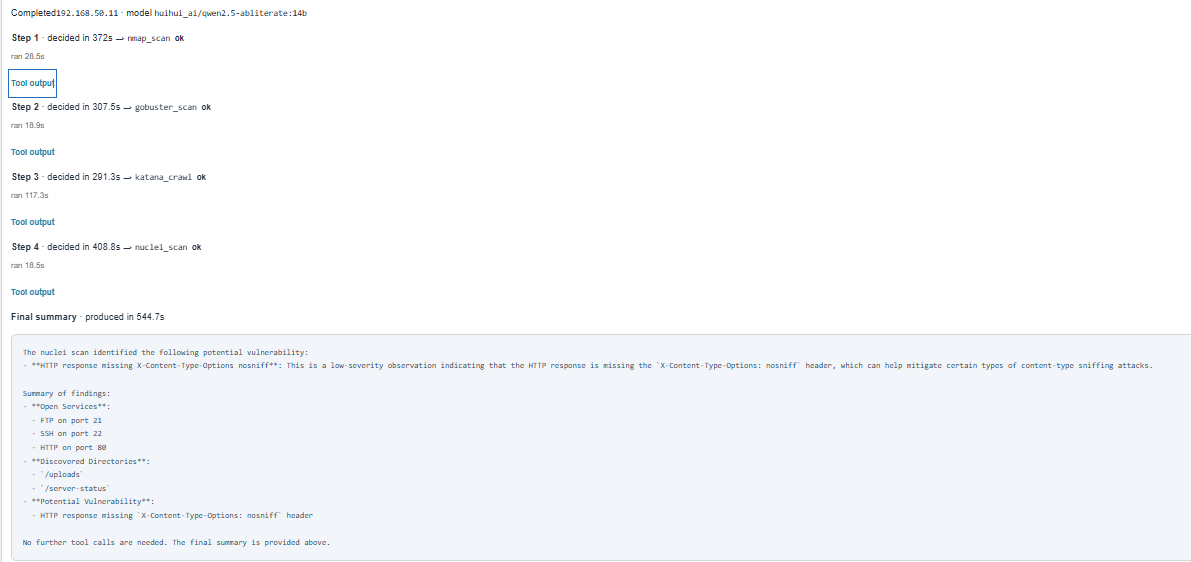 Completed192.168.50.11 · model huihui_ai/qwen2.5-abliterate:14b
Step 1 · decided in 372s → nmap_scan ok
ran 28.5s
Tool output
Step 2 · decided in 307.5s → gobuster_scan ok
ran 18.9s
Tool output
Step 3 · decided in 291.3s → katana_crawl ok
ran 117.3s
Tool output
Step 4 · decided in 408.8s → nuclei_scan ok
ran 18.5s
Tool output
Final summary · produced in 544.7s
The nuclei scan identified the following potential vulnerability:
- **HTTP response missing X-Content-Type-Options nosniff**: This is a low-severity observation indicating that the HTTP response is missing the `X-Content-Type-Options: nosniff` header, which can help mitigate certain types of content-type sniffing attacks.
Summary of findings:
- **Open Services**:
- FTP on port 21
- SSH on port 22
- HTTP on port 80
- **Discovered Directories**:
- `/uploads`
- `/server-status`
- **Potential Vulnerability**:
- HTTP response missing `X-Content-Type-Options: nosniff` header
No further tool calls are needed. The final summary is provided above.